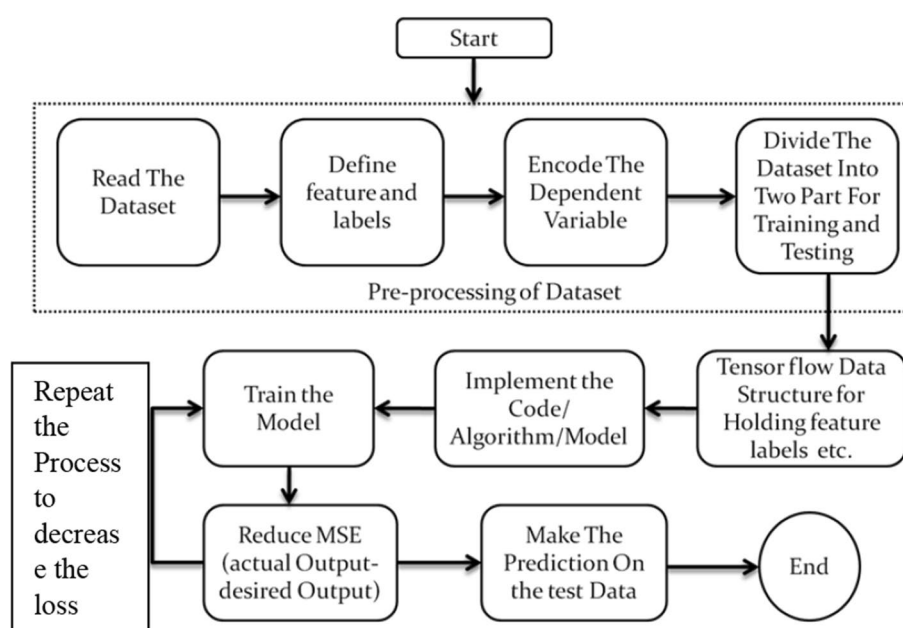 Start
Read The
Dataset
Define
feature and
labels
Encode The
Dependent
Variable
Divide The
Dataset Into
Two Part For
Training and
Testing
Pre-processing of Dataset
Tensor flow Data
Structure for
Holding feature
labels etc.
Implement the
Code/
Algorithm/Model
Train the
Model
Repeat
the
Process
to
decreas
e the
loss
Reduce MSE
(actual Output-
desired Output)
Make The
Prediction On
the test Data
End